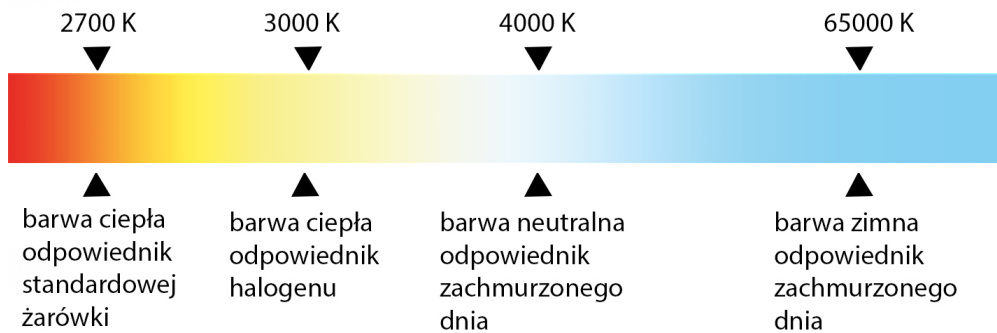 2700 K
3000 K
4000 K
65000 K
barwa ciepła
odpowiednik
standardowej
żarówki
barwa ciepła
odpowiednik
halogenu
barwa neutralna
odpowiednik
zachmurzonego
dnia
barwa zimna
odpowiednik
zachmurzonego
dnia